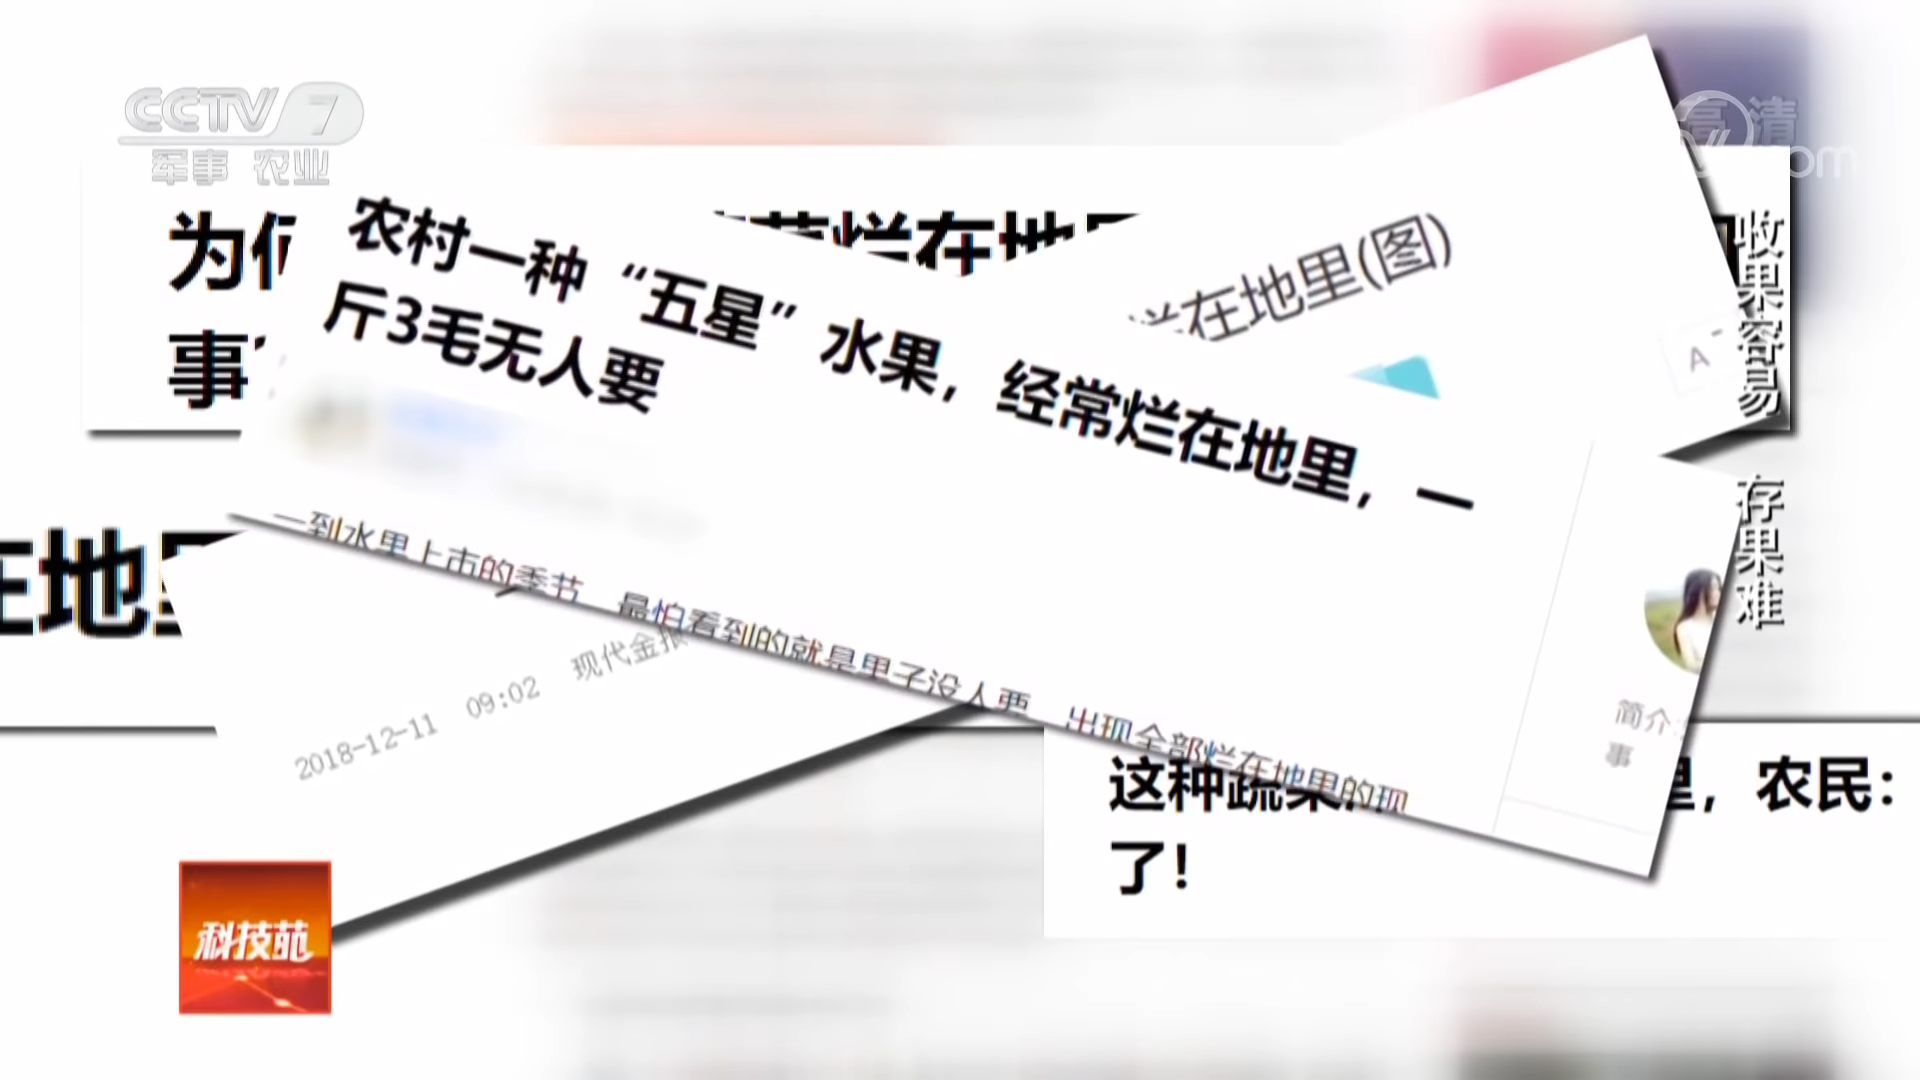 CCTV 7
军事 农业
高清
收果容易
存果难
为
烂在地
事
烂在地里(图)
A-
农村一种“五星”水果，经常烂在地里，一
斤3毛无人要
一到水果上市的季节 最怕看到的就是果子没人要 出现全部烂在地里的现
在地
2018-12-11 09:02 现代金报
简介：
事
这种蔬果
里，农民：
了！
科技苑